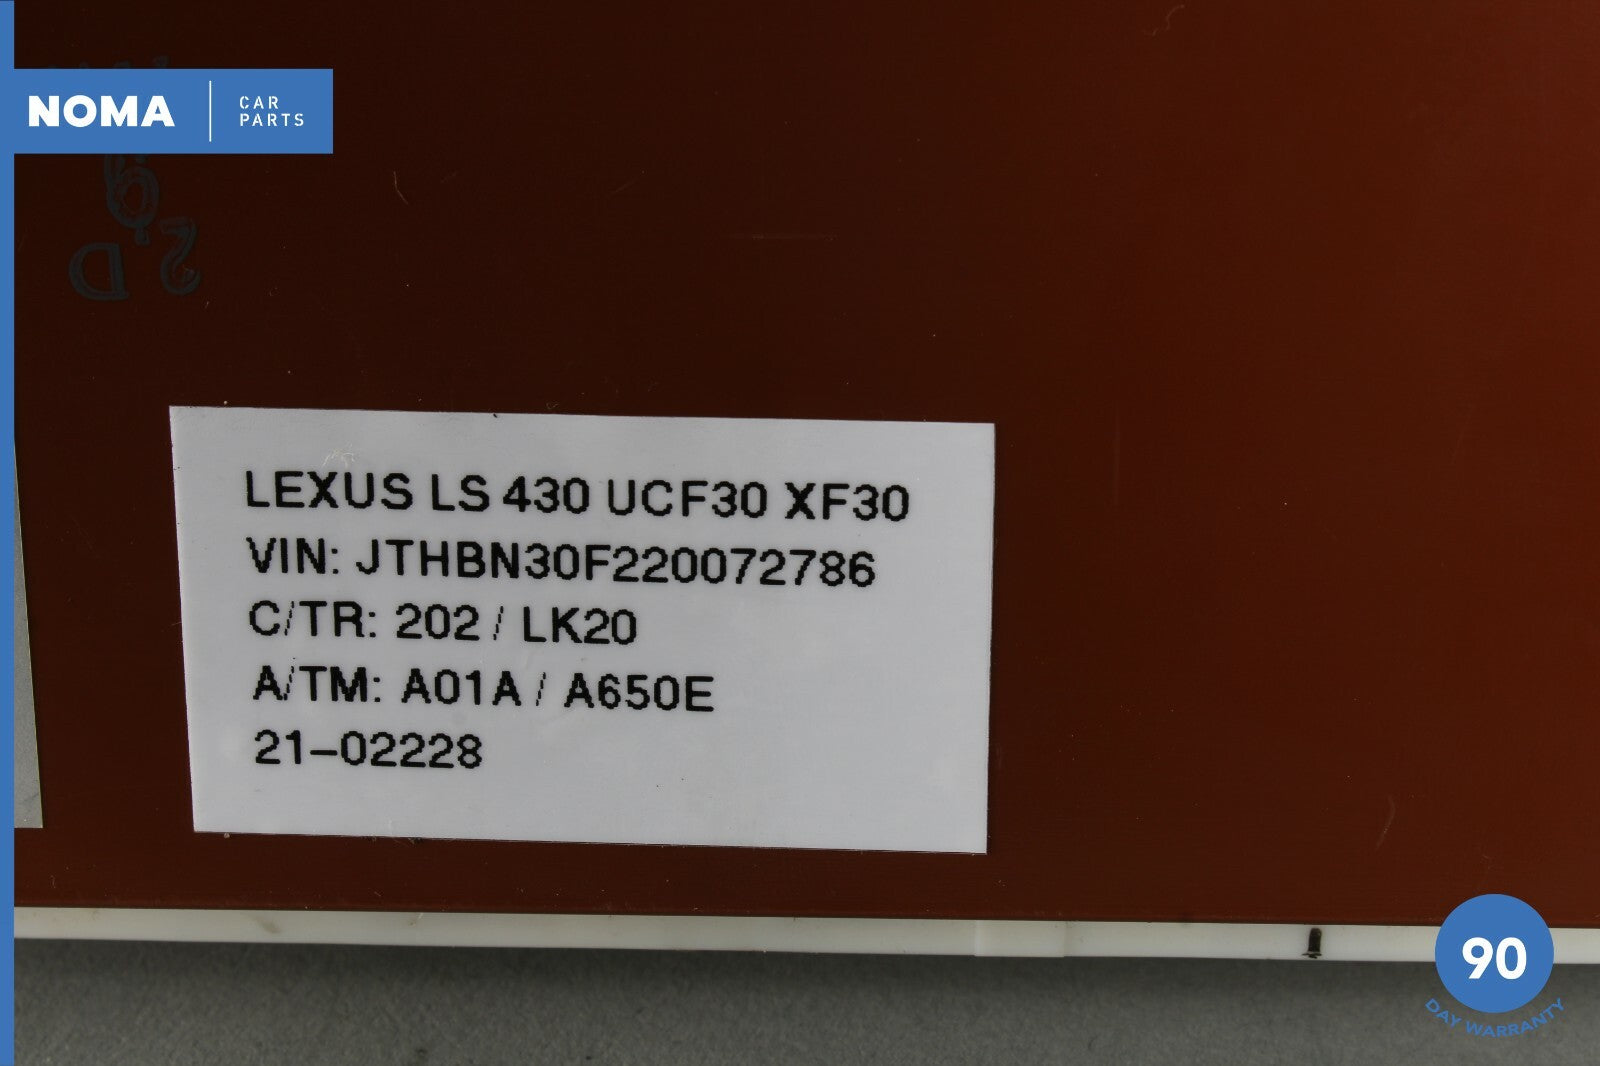 NOMA
CAR
PARTS
2D
LEXUS LS 430 UCF30 XF30
VIN: JTHBN30F220072786
C/TR: 202 / LK20
A/TM: A01A / A650E
21-02228
90
DAY WARRANTY